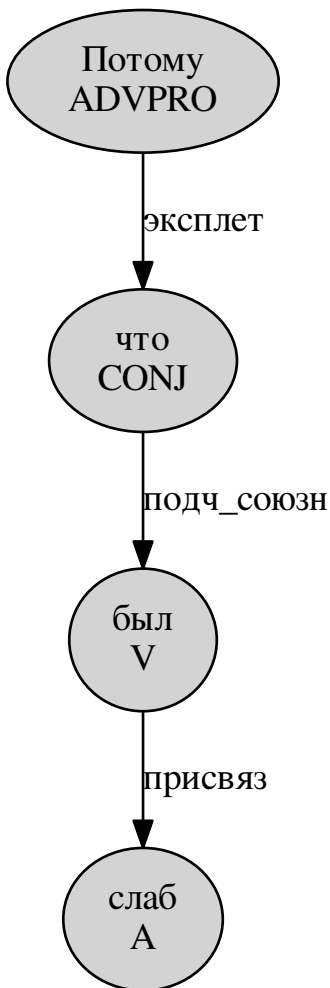 Потому
ADVPRO
эксплет
что
CONJ
подч_союзн
был
V
присвяз
слаб
A